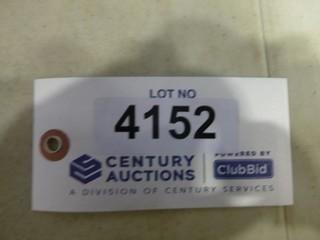 LOT NO
4152
CENTURY AUCTIONS
POWERED BY
ClubBid
A DIVISION OF CENTURY SERVICES